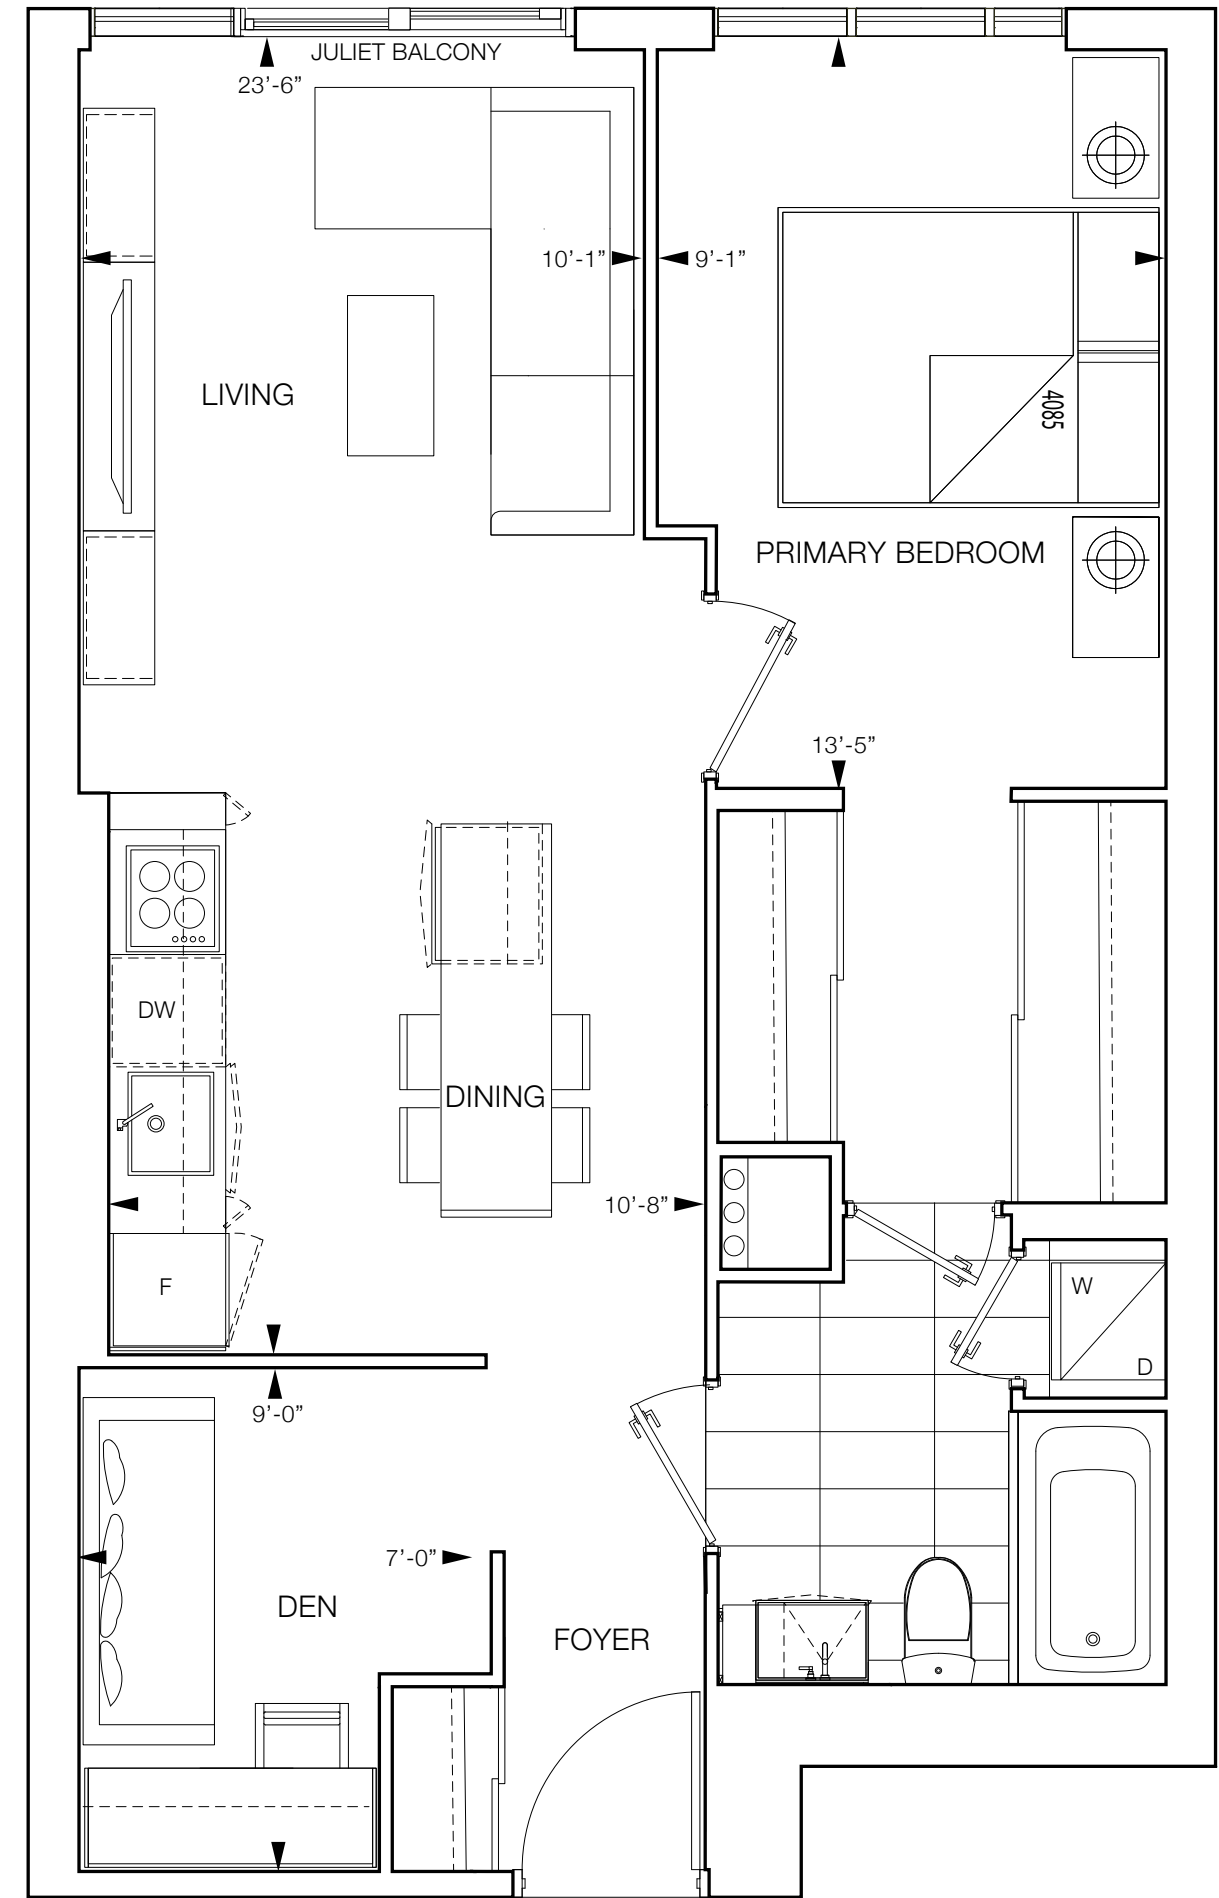 JULIET BALCONY
23’-6”
10’-1”
9’-1”
LIVING
4085
PRIMARY BEDROOM
13’-5”
DW
DINING
10’-8”
F
W
D
9’-0”
7’-0”
DEN
FOYER